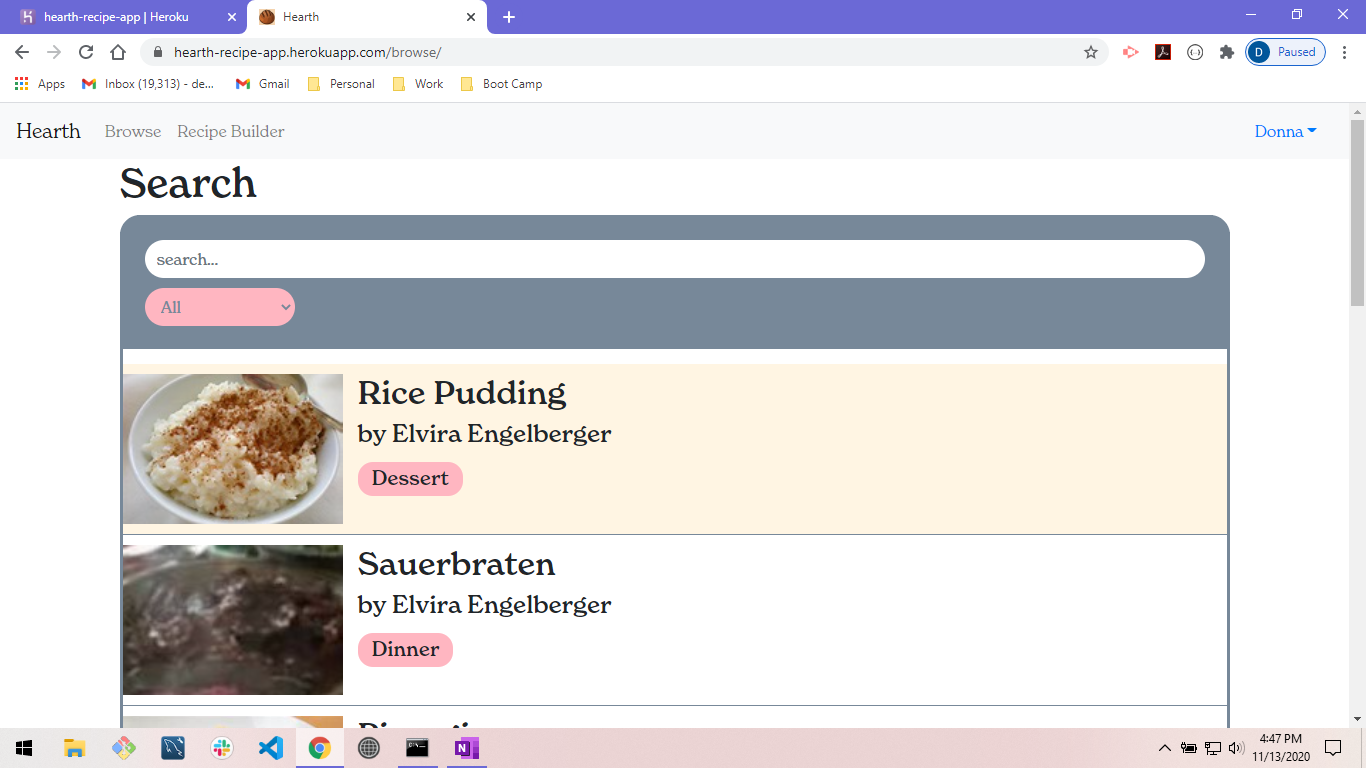 hearth-recipe-app | Heroku
Hearth
hearth-recipe-app.herokuapp.com/browse/
D Paused
Apps
Inbox (19,313) - de...
Gmail
Personal
Work
Boot Camp
Hearth Browse Recipe Builder Donna
Search
search...
All
Rice Pudding
by Elvira Engelberger
Dessert
Sauerbraten
by Elvira Engelberger
Dinner
4:47 PM
11/13/2020